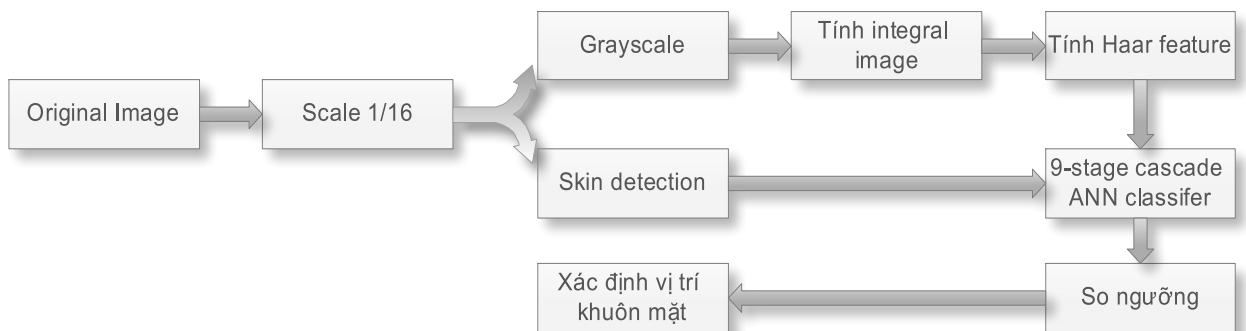 Original Image
Scale 1/16
Grayscale
Tính integral
image
Tính Haar feature
Skin detection
9-stage cascade
ANN classifer
So ngưỡng
Xác định vị trí
khuôn mặt